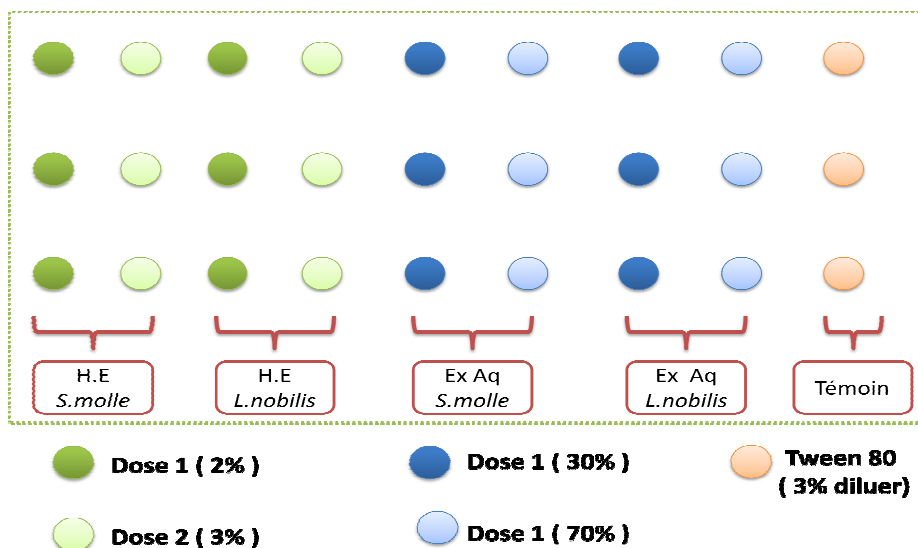 H.E
S.molle
H.E
L.nobilis
Ex Aq
S.molle
Ex Aq
L.nobilis
Témoin
Dose 1 ( 2% )
Dose 1 ( 30% )
Tween 80
( 3% diluer)
Dose 2 ( 3% )
Dose 1 ( 70% )